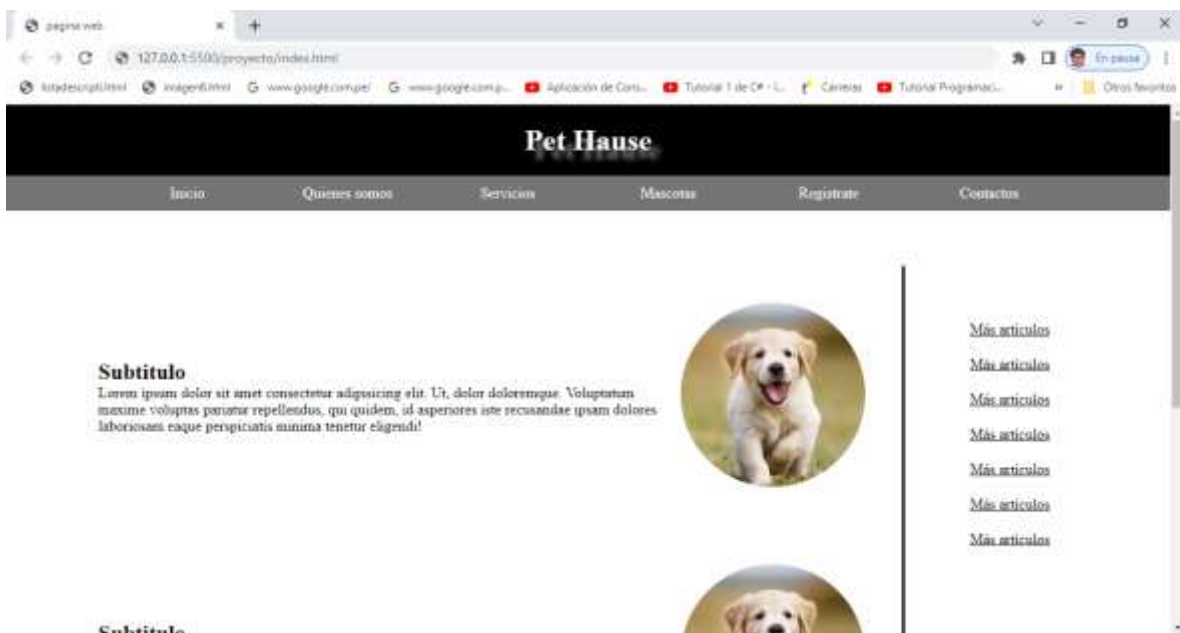 pagina web
127.0.0.1:5500/proyecto/index.html
listadescripti.html imagen6.html www.google.com.pe/ www.google.com.p... Aplicación de Cons... Tutorial 1 de C# - I... Carreras Tutorial Programaci... » Otros favoritos
En pausa
Pet Hause
Inicio Quienes somos Servicios Mascotas Registrate Contactos
Subtitulo
Lorem ipsum dolor sit amet consectetur adipisicing elit. Ut, dolor doloremque. Voluptatum
maxime voluptas pariatur repellendus, qui quidem, id asperiores iste recusandae ipsam dolores
laboriosam eaque perspiciatis minima tenetur eligendi!
Más articulos
Más articulos
Más articulos
Más articulos
Más articulos
Más articulos
Más articulos
Subtitulo